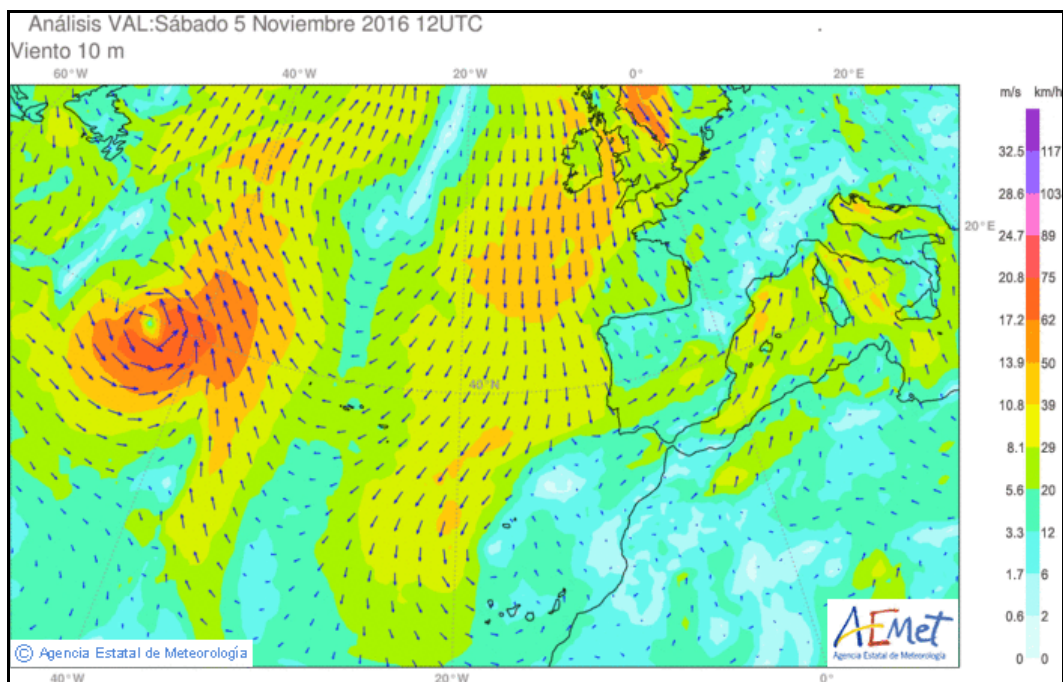 Análisis VAL:Sábado 5 Noviembre 2016 12UTC
Viento 10 m
60°W 40°W 20°W 0° 20°E
m/s km/h
32.5 117
28.6 103
24.7 89
20.8 75
17.2 62
13.9 50
10.8 39
8.1 29
5.6 20
3.3 12
1.7 6
0.6 2
0 0
20°E
40°N
AEMet
Agencia Estatal de Meteorología
© Agencia Estatal de Meteorología
40°W 20°W 0°